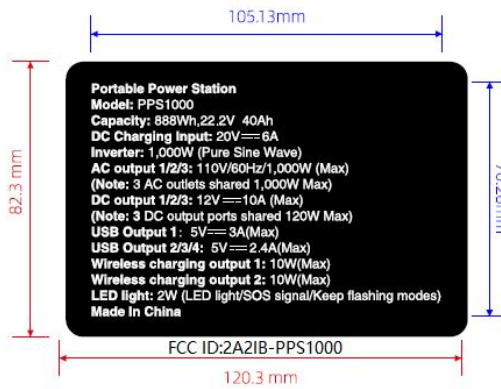 105.13mm
Portable Power Station
Model: PPS1000
Capacity: 888Wh,22.2V 40Ah
DC Charging Input: 20V⎓6A
Inverter: 1,000W (Pure Sine Wave)
AC output 1/2/3: 110V/60Hz/1,000W (Max)
(Note: 3 AC outlets shared 1,000W Max)
DC output 1/2/3: 12V⎓10A (Max)
(Note: 3 DC output ports shared 120W Max)
USB Output 1: 5V⎓3A(Max)
USB Output 2/3/4: 5V⎓2.4A(Max)
Wireless charging output 1: 10W(Max)
Wireless charging output 2: 10W(Max)
LED light: 2W (LED light/SOS signal/Keep flashing modes)
Made In China
82.3 mm
FCC ID:2A2IB-PPS1000
120.3 mm